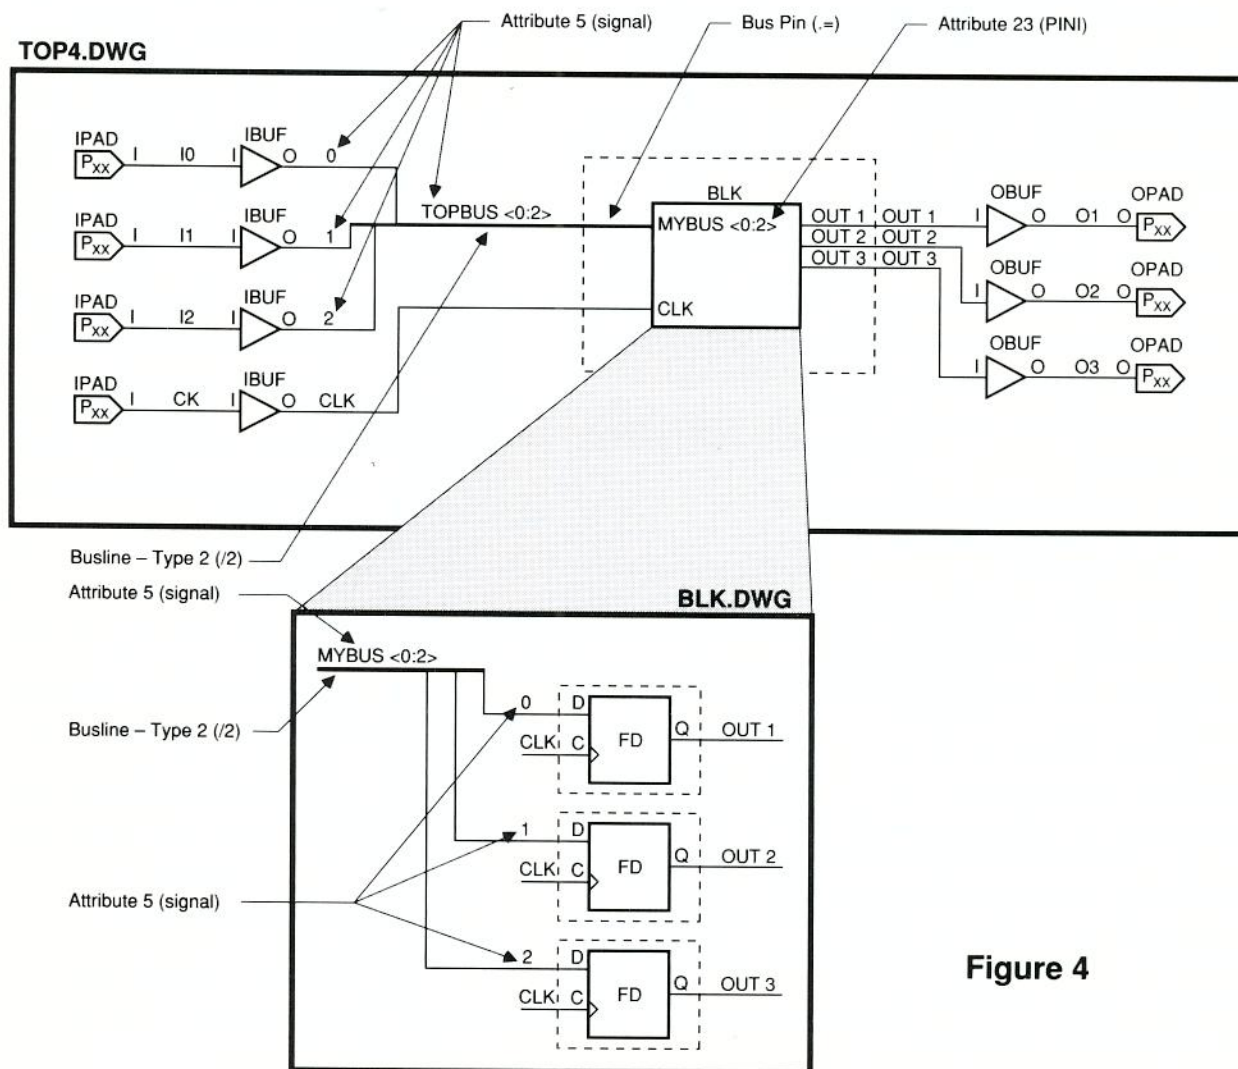 Attribute 5 (signal)
Bus Pin (.=)
Attribute 23 (PINI)
TOP4.DWG
IPAD
PXX
I
I0
I
IBUF
O
0
IPAD
PXX
I
I1
I
IBUF
O
1
IPAD
PXX
I
I2
I
IBUF
O
2
IPAD
PXX
I
CK
I
IBUF
O
CLK
TOPBUS <0:2>
BLK
MYBUS <0:2>
CLK
OUT 1
OUT 1
OUT 2
OUT 2
OUT 3
OUT 3
I
OBUF
O
O1
O
OPAD
PXX
I
OBUF
O
O2
O
OPAD
PXX
I
OBUF
O
O3
O
OPAD
PXX
Busline – Type 2 (/2)
Attribute 5 (signal)
BLK.DWG
MYBUS <0:2>
Busline – Type 2 (/2)
0
D
CLK
C
FD
Q
OUT 1
1
D
CLK
C
FD
Q
OUT 2
Attribute 5 (signal)
2
D
CLK
C
FD
Q
OUT 3
Figure 4